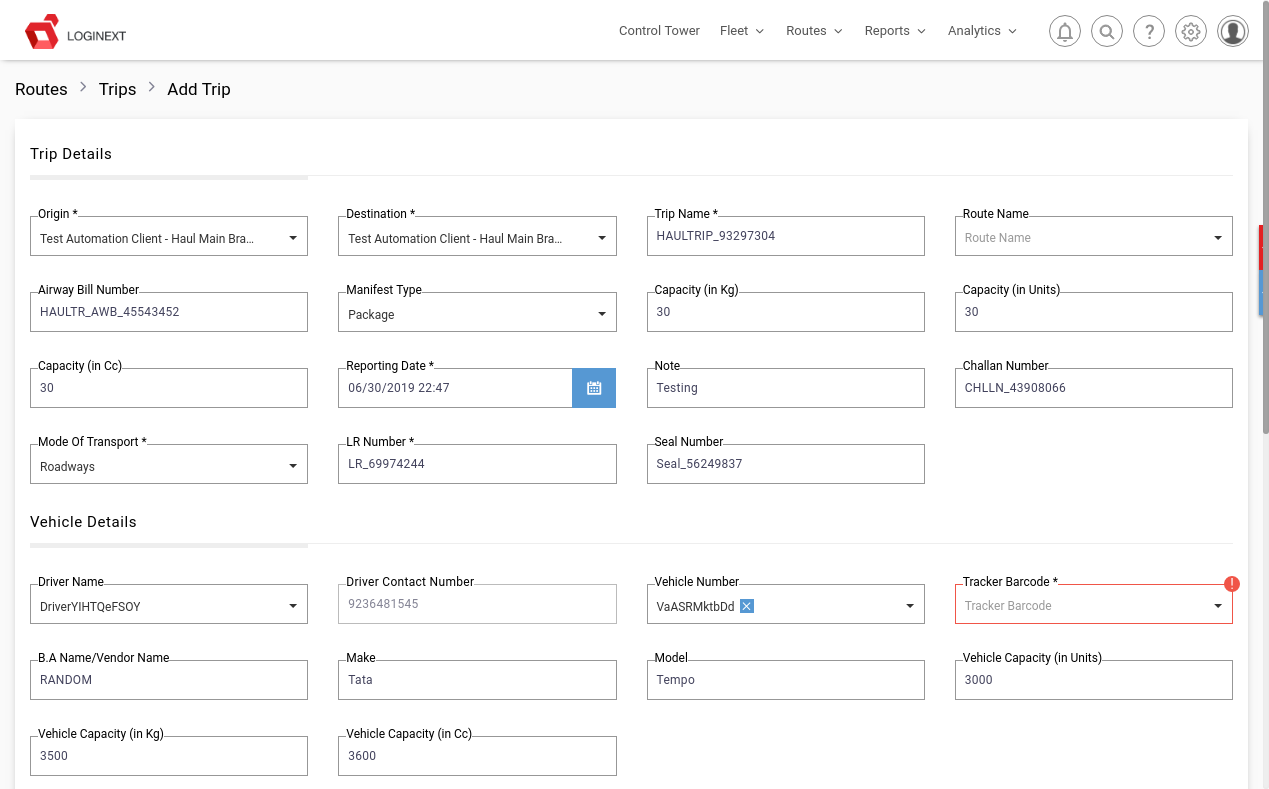 LOGINEXT
Control Tower
Fleet
Routes
Reports
Analytics
?
Routes
Trips
Add Trip
Trip Details
Origin *
Destination *
Trip Name *
Route Name
Test Automation Client - Haul Main Bra...
Test Automation Client - Haul Main Bra...
HAULTRIP_93297304
Route Name
Airway Bill Number
Manifest Type
Capacity (in Kg)
Capacity (in Units)
HAULTR_AWB_45543452
Package
30
30
Capacity (in Cc)
Reporting Date *
Note
Challan Number
30
06/30/2019 22:47
Testing
CHLLN_43908066
Mode Of Transport *
LR Number *
Seal Number
Roadways
LR_69974244
Seal_56249837
Vehicle Details
Driver Name
Driver Contact Number
Vehicle Number
Tracker Barcode *
!
DriverYIHTQeFSOY
9236481545
VaASRMktbDd
Tracker Barcode
B.A Name/Vendor Name
Make
Model
Vehicle Capacity (in Units)
RANDOM
Tata
Tempo
3000
Vehicle Capacity (in Kg)
Vehicle Capacity (in Cc)
3500
3600